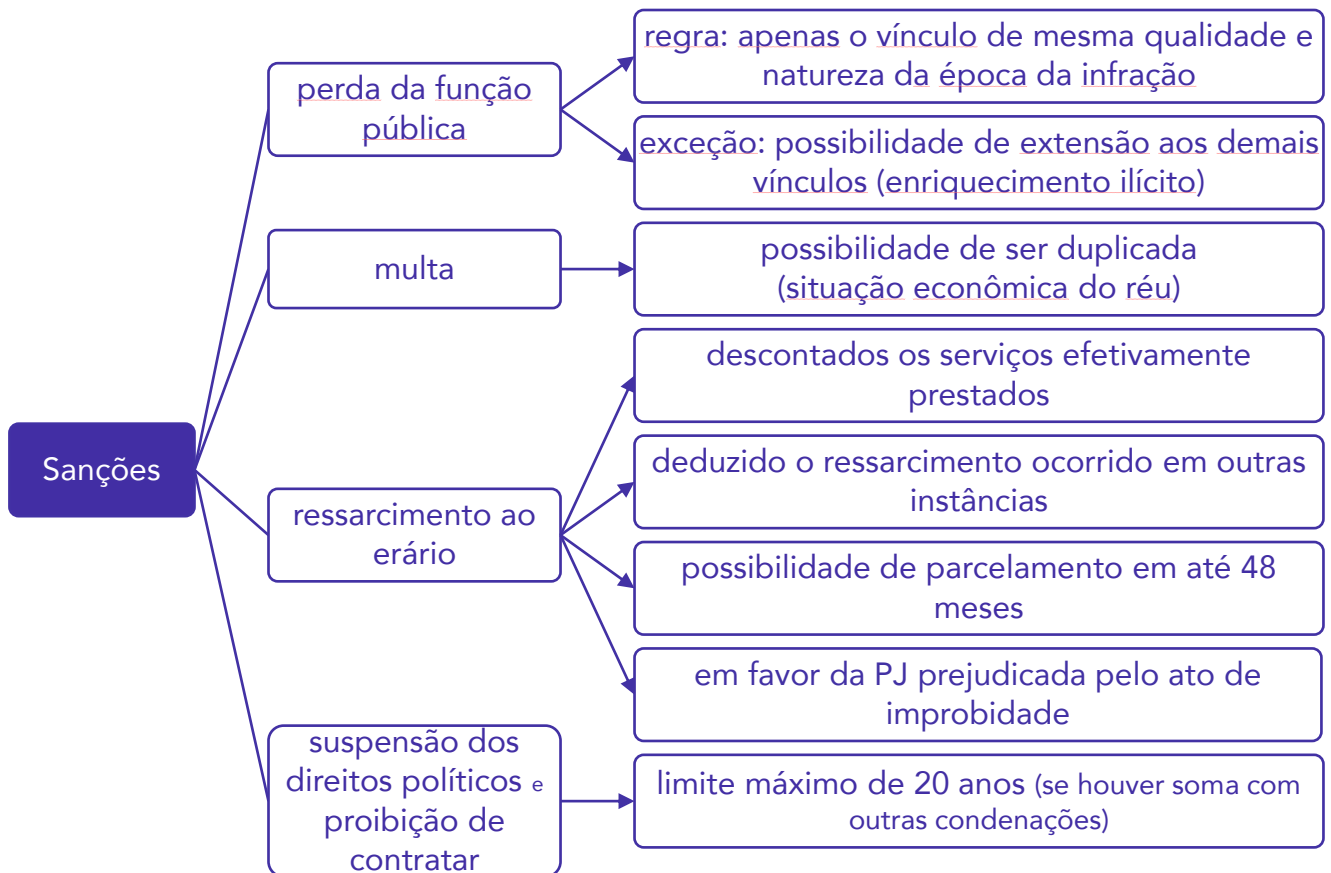 Sanções
perda da função
pública
regra: apenas o vínculo de mesma qualidade e
natureza da época da infração
exceção: possibilidade de extensão aos demais
vínculos (enriquecimento ilícito)
multa
possibilidade de ser duplicada
(situação econômica do réu)
ressarcimento ao
erário
descontados os serviços efetivamente
prestados
deduzido o ressarcimento ocorrido em outras
instâncias
possibilidade de parcelamento em até 48
meses
em favor da PJ prejudicada pelo ato de
improbidade
suspensão dos
direitos políticos e
proibição de
contratar
limite máximo de 20 anos (se houver soma com
outras condenações)